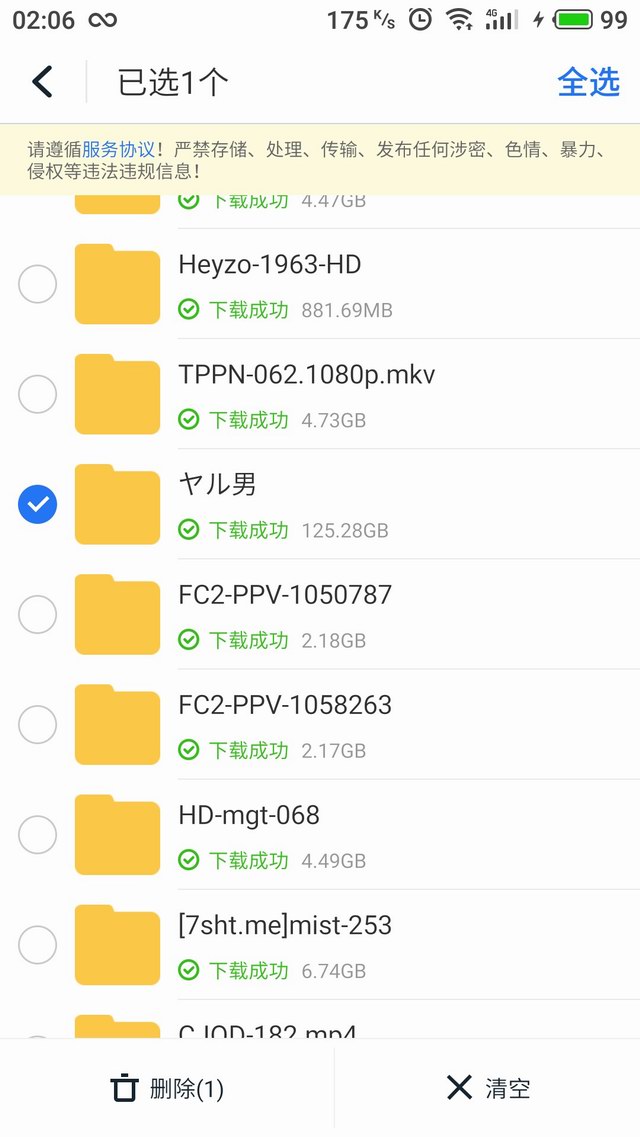 02:06 175 K/s 4G 99
已选1个 全选
请遵循服务协议！严禁存储、处理、传输、发布任何涉密、色情、暴力、
侵权等违法违规信息！
下载成功 4.47GB
Heyzo-1963-HD
下载成功 881.69MB
TPPN-062.1080p.mkv
下载成功 4.73GB
ヤル男
下载成功 125.28GB
FC2-PPV-1050787
下载成功 2.18GB
FC2-PPV-1058263
下载成功 2.17GB
HD-mgt-068
下载成功 4.49GB
[7sht.me]mist-253
下载成功 6.74GB
CJOD-182.mp4
删除(1) 清空